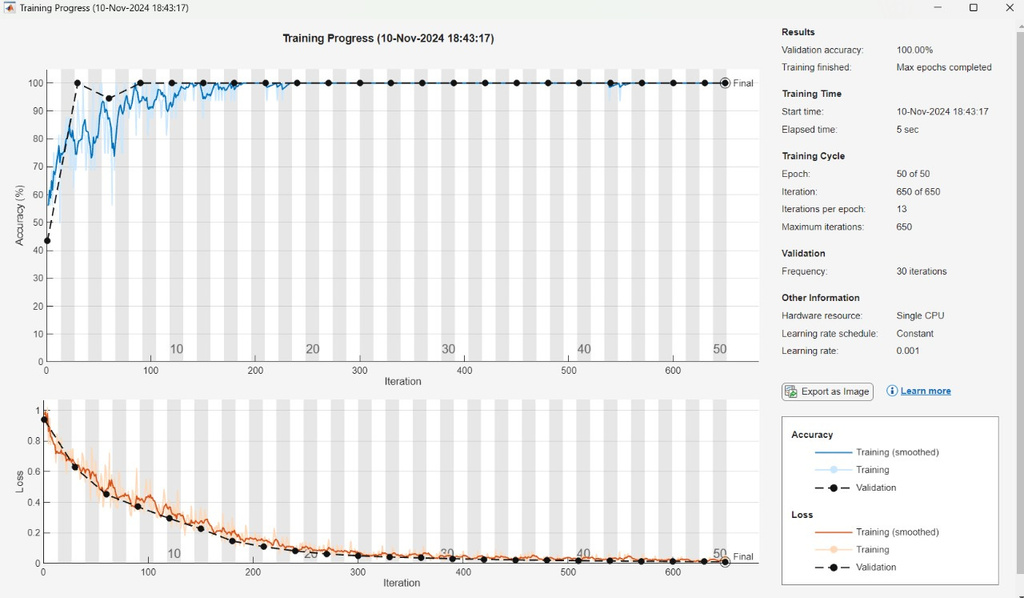 Training Progress (10-Nov-2024 18:43:17)
Training Progress (10-Nov-2024 18:43:17)
Accuracy (%)
100
90
80
70
60
50
40
30
20
10
0
Final
10
20
30
40
50
0
100
200
300
400
500
600
Iteration
Loss
1
0.8
0.6
0.4
0.2
0
10
20
30
40
50
Final
0
100
200
300
400
500
600
Iteration
Results
Validation accuracy: 100.00%
Training finished: Max epochs completed
Training Time
Start time: 10-Nov-2024 18:43:17
Elapsed time: 5 sec
Training Cycle
Epoch: 50 of 50
Iteration: 650 of 650
Iterations per epoch: 13
Maximum iterations: 650
Validation
Frequency: 30 iterations
Other Information
Hardware resource: Single CPU
Learning rate schedule: Constant
Learning rate: 0.001
Export as Image
Learn more
Accuracy
Training (smoothed)
Training
Validation
Loss
Training (smoothed)
Training
Validation